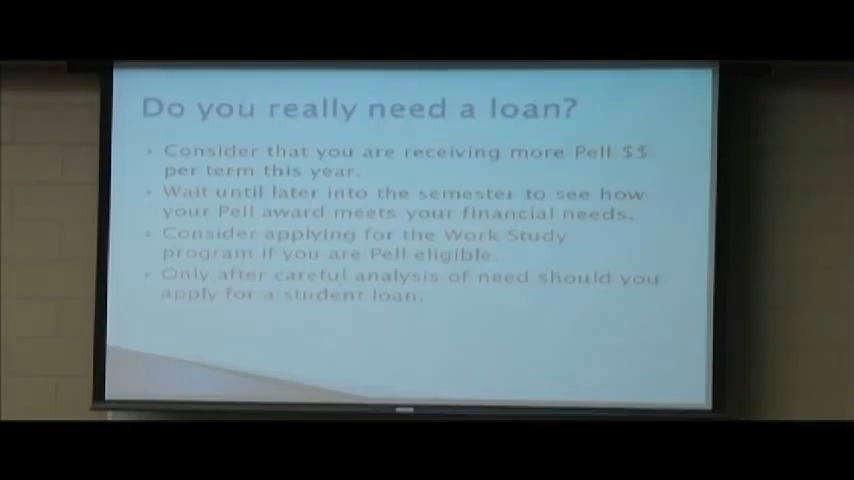 Do you really need a loan?
Consider that you are receiving more Pell $$
per term this year.
Wait until later into the semester to see how
your Pell award meets your financial needs.
Consider applying for the Work Study
program if you are Pell eligible.
Only after careful analysis of need should you
apply for a student loan.